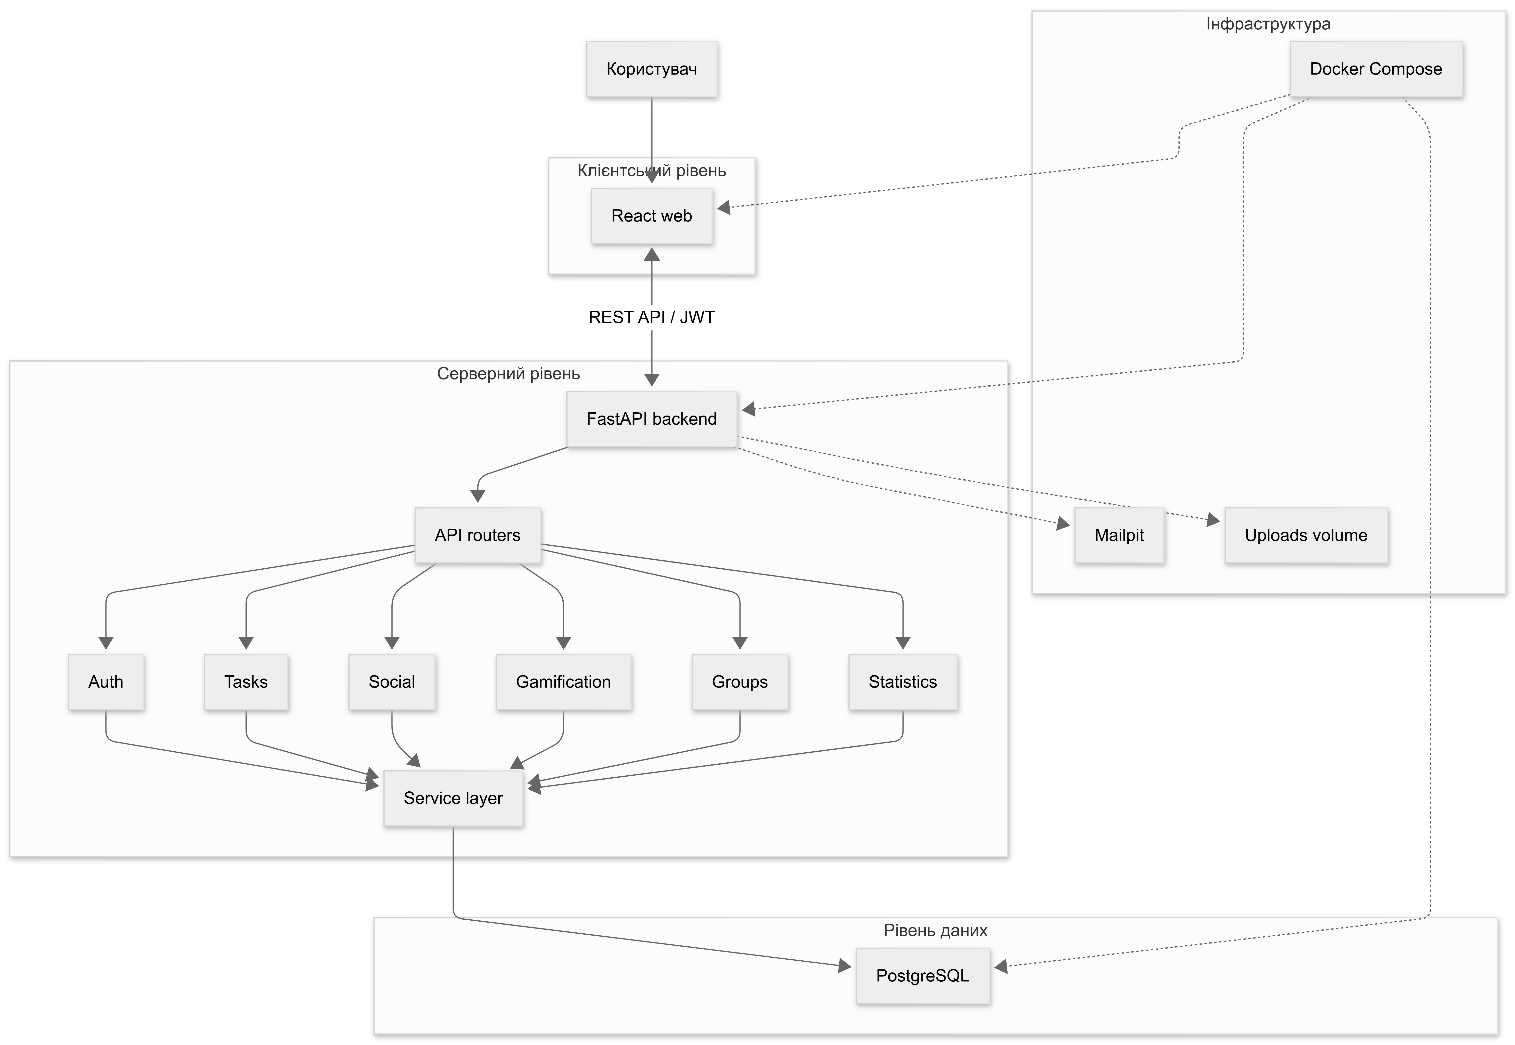 Інфраструктура
Користувач
Docker Compose
Клієнтський рівень
React web
REST API / JWT
Серверний рівень
FastAPI backend
API routers
Mailpit
Uploads volume
Auth
Tasks
Social
Gamification
Groups
Statistics
Service layer
Рівень даних
PostgreSQL